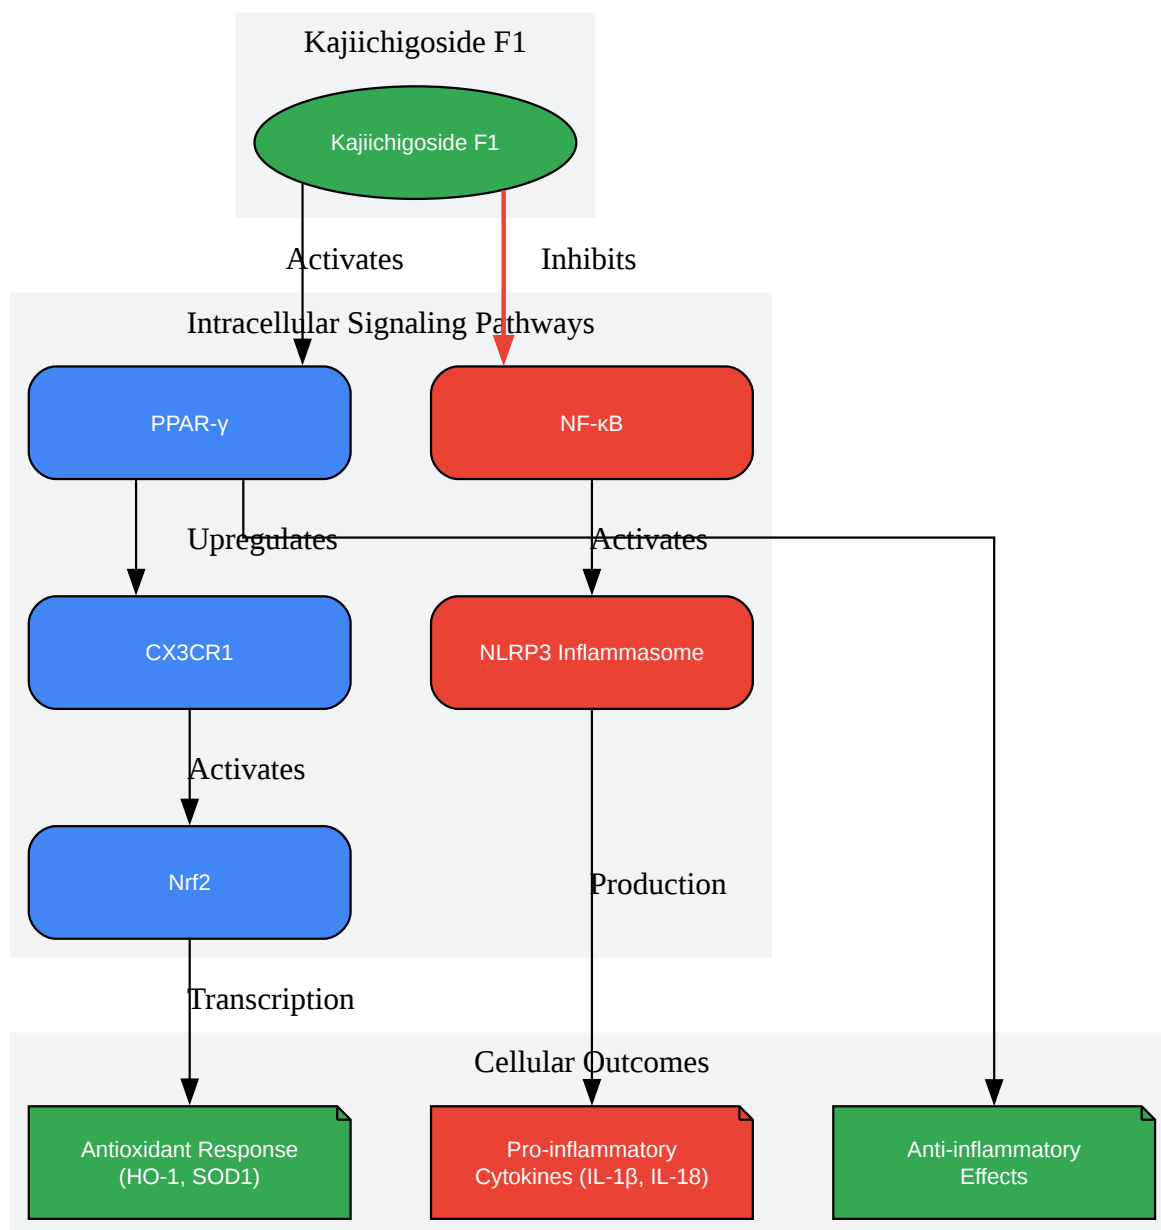 Kajiichigoside F1
Kajiichigoside F1
Activates
Inhibits
Intracellular Signaling Pathways
PPAR-γ
NF-κB
Upregulates
Activates
CX3CR1
NLRP3 Inflammasome
Activates
Nrf2
Production
Transcription
Cellular Outcomes
Antioxidant Response
(HO-1, SOD1)
Pro-inflammatory
Cytokines (IL-1β, IL-18)
Anti-inflammatory
Effects